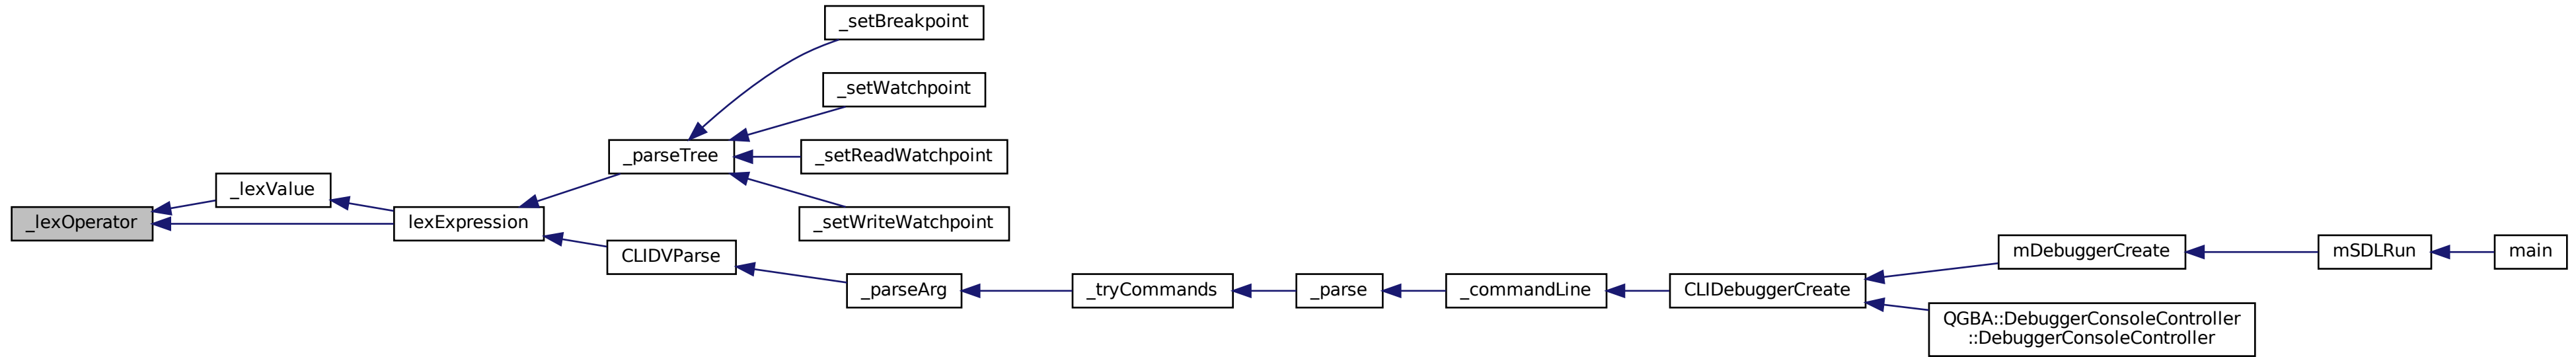 _setBreakpoint
_setWatchpoint
_parseTree
_setReadWatchpoint
_lexValue
_lexOperator
lexExpression
_setWriteWatchpoint
CLIDVParse
mDebuggerCreate
mSDLRun
main
_parseArg
_tryCommands
_parse
_commandLine
CLIDebuggerCreate
QGBA::DebuggerConsoleController
::DebuggerConsoleController